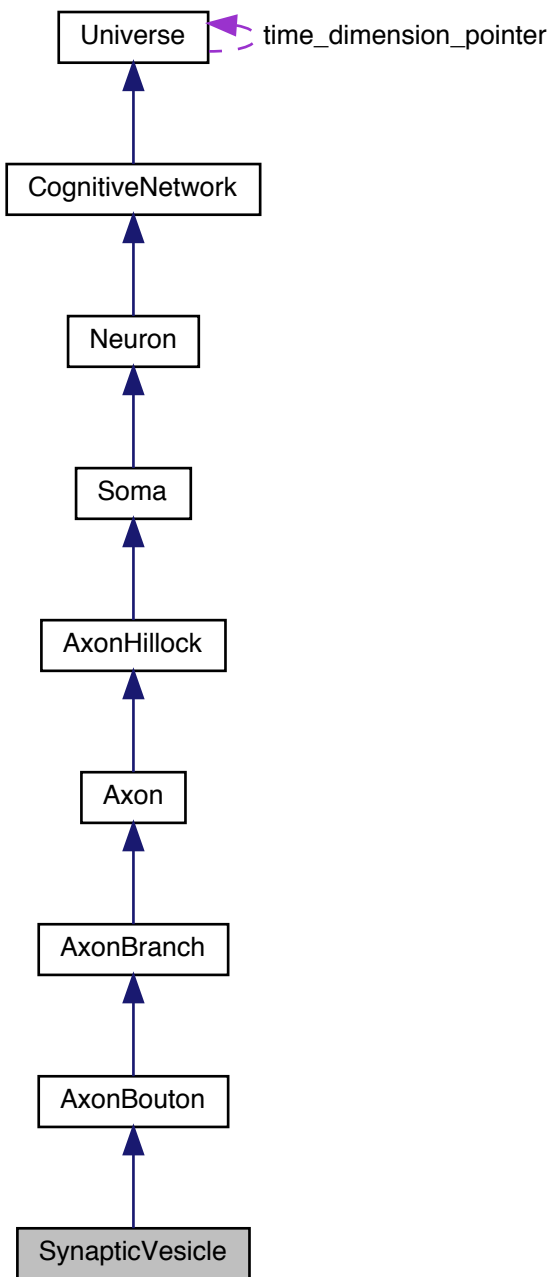 Universe
time_dimension_pointer
CognitiveNetwork
Neuron
Soma
AxonHillock
Axon
AxonBranch
AxonBouton
SynapticVesicle